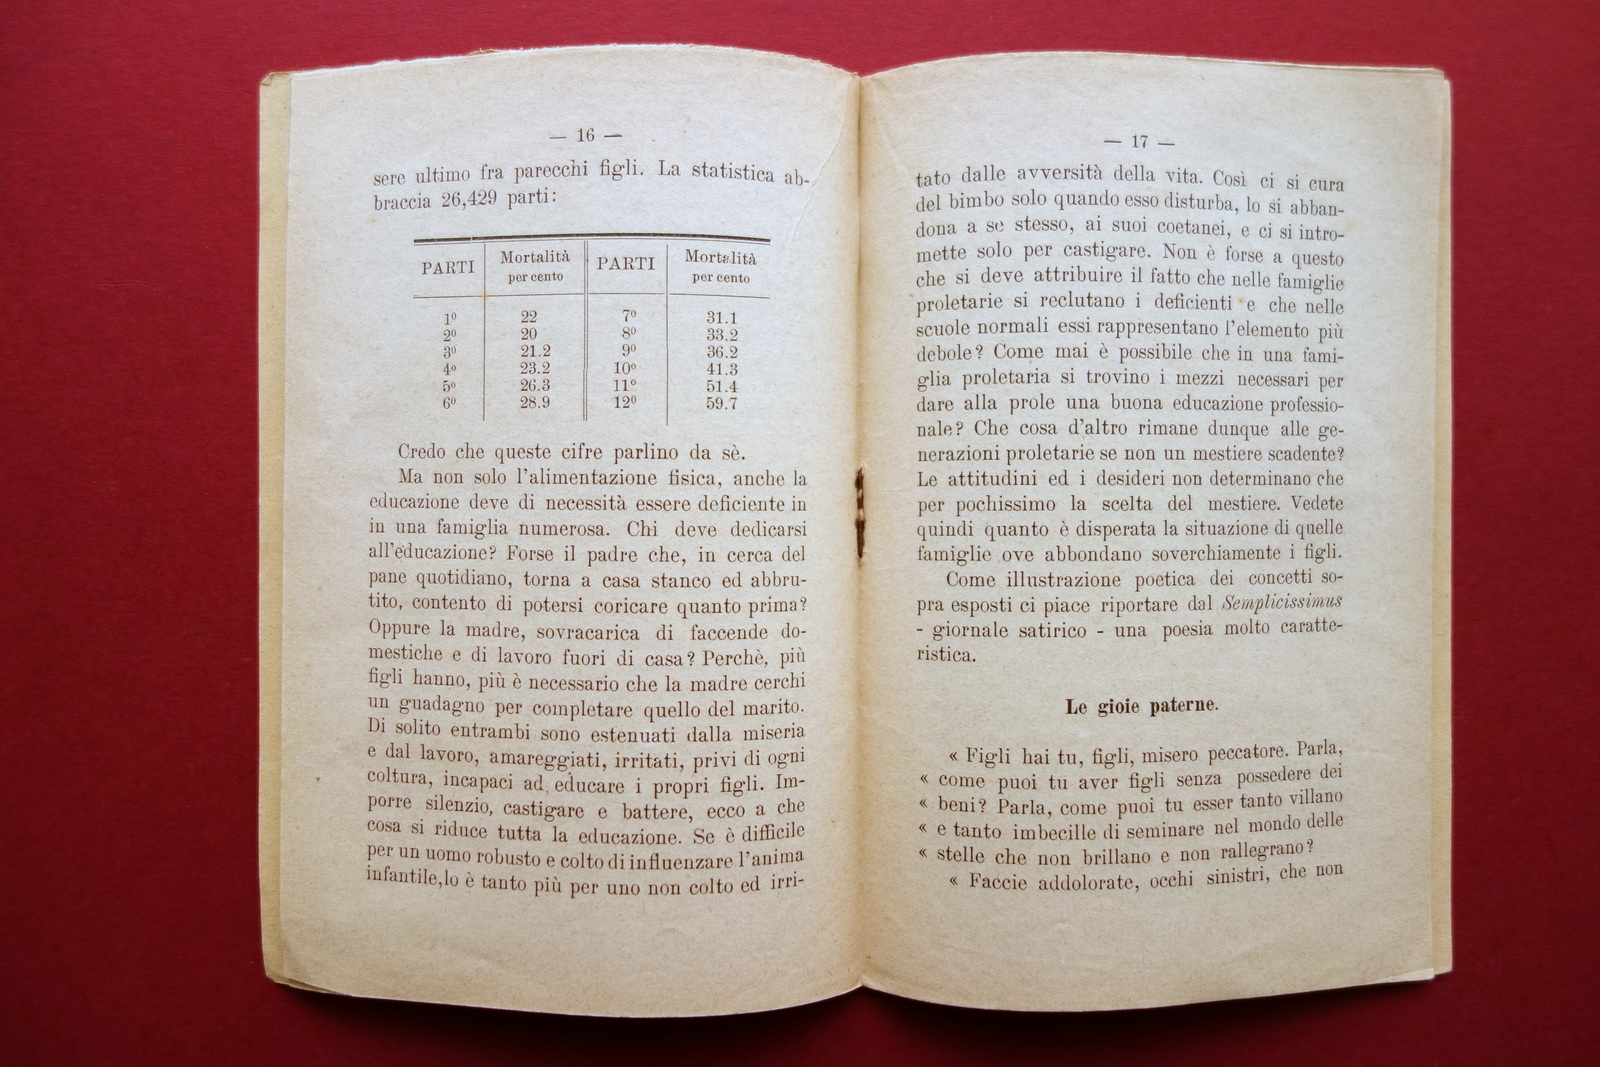 — 16 —
sere ultimo fra parecchi figli. La statistica ab-
braccia 26,429 parti:
PARTI Mortalità per cento PARTI Mortalità per cento
1º 22 7º 31.1
2º 20 8º 33.2
3º 21.2 9º 36.2
4º 23.2 10º 41.3
5º 26.3 11º 51.4
6º 28.9 12º 59.7
Credo che queste cifre parlino da sè.
Ma non solo l'alimentazione fisica, anche la
educazione deve di necessità essere deficiente in
in una famiglia numerosa. Chi deve dedicarsi
all'educazione? Forse il padre che, in cerca del
pane quotidiano, torna a casa stanco ed abbru-
tito, contento di potersi coricare quanto prima?
Oppure la madre, sovracarica di faccende do-
mestiche e di lavoro fuori di casa? Perchè, più
figli hanno, più è necessario che la madre cerchi
un guadagno per completare quello del marito.
Di solito entrambi sono estenuati dalla miseria
e dal lavoro, amareggiati, irritati, privi di ogni
coltura, incapaci ad educare i propri figli. Im-
porre silenzio, castigare e battere, ecco a che
cosa si riduce tutta la educazione. Se è difficile
per un uomo robusto e colto di influenzare l'anima
infantile, lo è tanto più per uno non colto ed irri-
— 17 —
tato dalle avversità della vita. Così ci si cura
del bimbo solo quando esso disturba, lo si abban-
dona a se stesso, ai suoi coetanei, e ci si intro-
mette solo per castigare. Non è forse a questo
che si deve attribuire il fatto che nelle famiglie
proletarie si reclutano i deficienti e che nelle
scuole normali essi rappresentano l'elemento più
debole? Come mai è possibile che in una fami-
glia proletaria si trovino i mezzi necessari per
dare alla prole una buona educazione professio-
nale? Che cosa d'altro rimane dunque alle ge-
nerazioni proletarie se non un mestiere scadente?
Le attitudini ed i desideri non determinano che
per pochissimo la scelta del mestiere. Vedete
quindi quanto è disperata la situazione di quelle
famiglie ove abbondano soverchiamente i figli.
Come illustrazione poetica dei concetti so-
pra esposti ci piace riportare dal Semplicissimus
- giornale satirico - una poesia molto caratte-
ristica.
Le gioie paterne.
« Figli hai tu, figli, misero peccatore. Parla,
« come puoi tu aver figli senza possedere dei
« beni? Parla, come puoi tu esser tanto villano
« e tanto imbecille di seminare nel mondo delle
« stelle che non brillano e non rallegrano?
« Faccie addolorate, occhi sinistri, che non